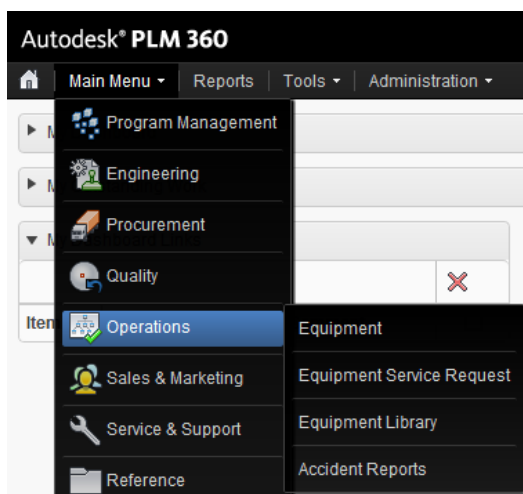 Autodesk® PLM 360
Main Menu Reports Tools Administration
Program Management
Engineering
Procurement
Quality
Item
Operations
Equipment
Sales & Marketing
Equipment Service Request
Service & Support
Equipment Library
Reference
Accident Reports